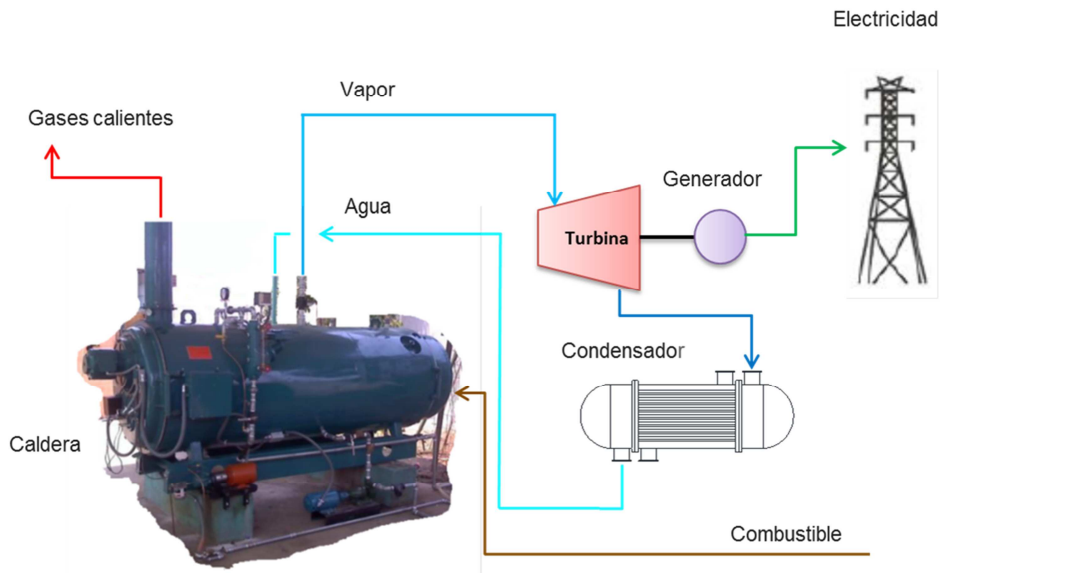 Electricidad
Vapor
Gases calientes
Generador
Agua
Turbina
Condensador
Caldera
Combustible